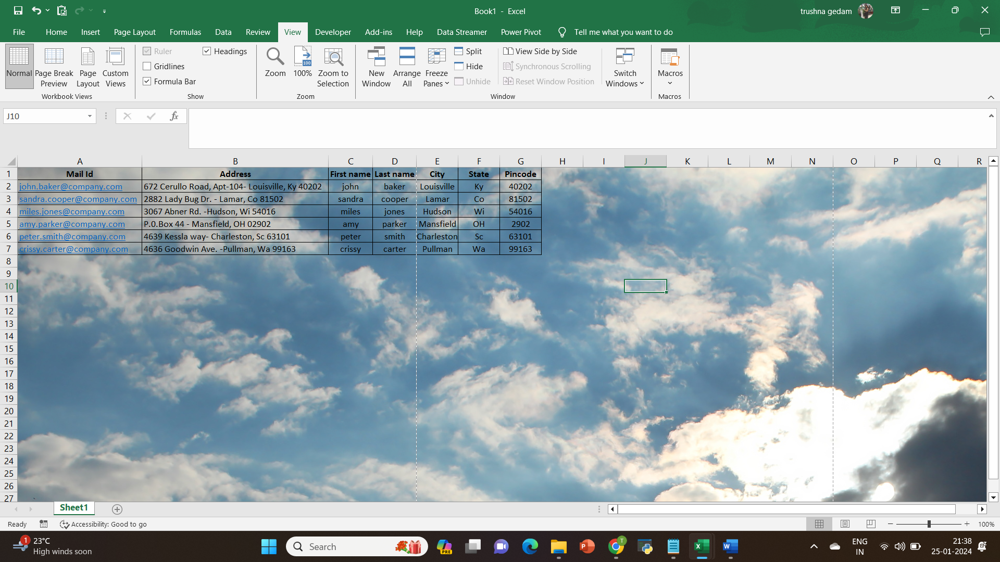 Book1 - Excel
trushna gedam
File Home Insert Page Layout Formulas Data Review View Developer Add-ins Help Data Streamer Power Pivot Tell me what you want to do
Normal
Page Break
Preview
Page
Layout
Custom
Views
Workbook Views
Ruler
Headings
Gridlines
Formula Bar
Show
Zoom
100
100%
Zoom to
Selection
Zoom
New
Window
Arrange
All
Freeze
Panes
Split
Hide
Unhide
View Side by Side
Synchronous Scrolling
Reset Window Position
Switch
Windows
Window
Macros
Macros
J10
fx
A B C D E F G H I J K L M N O P Q R
1 Mail Id Address First name Last name City State Pincode
2 john.baker@company.com 672 Cerullo Road, Apt-104- Louisville, Ky 40202 john baker Louisville Ky 40202
3 sandra.cooper@company.com 2882 Lady Bug Dr. - Lamar, Co 81502 sandra cooper Lamar Co 81502
4 miles.jones@company.com 3067 Abner Rd. -Hudson, Wi 54016 miles jones Hudson Wi 54016
5 amy.parker@company.com P.0.Box 44 - Mansfield, OH 02902 amy parker Mansfield OH 2902
6 peter.smith@company.com 4639 Kessla way- Charleston, Sc 63101 peter smith Charleston Sc 63101
7 crissy.carter@company.com 4636 Goodwin Ave. -Pullman, Wa 99163 crissy carter Pullman Wa 99163
8
9
10
11
12
13
14
15
16
17
18
19
20
21
22
23
24
25
26
27
Sheet1
Ready
Accessibility: Good to go
100%
1
23°C
High winds soon
Search
PRE
P
T
X
W
ENG
IN
21:38
25-01-2024